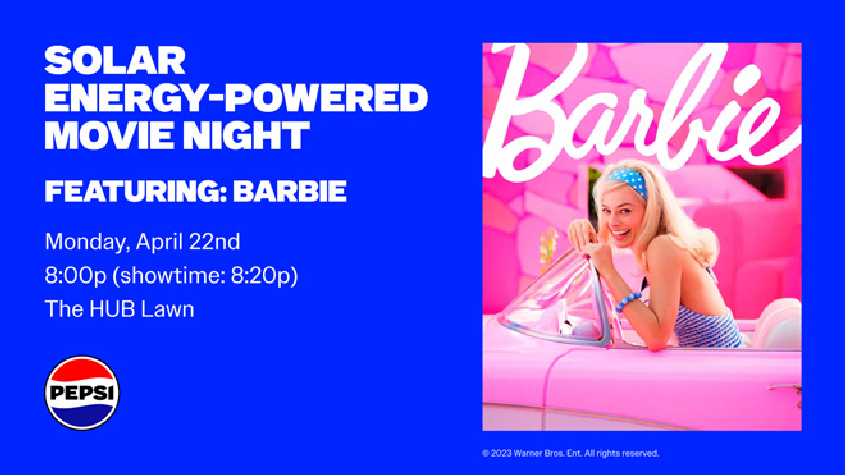 SOLAR
ENERGY-POWERED
MOVIE NIGHT
FEATURING: BARBIE
Monday, April 22nd
8:00p (showtime: 8:20p)
The HUB Lawn
PEPSI
Barbie
© 2023 Warner Bros. Ent. All rights reserved.